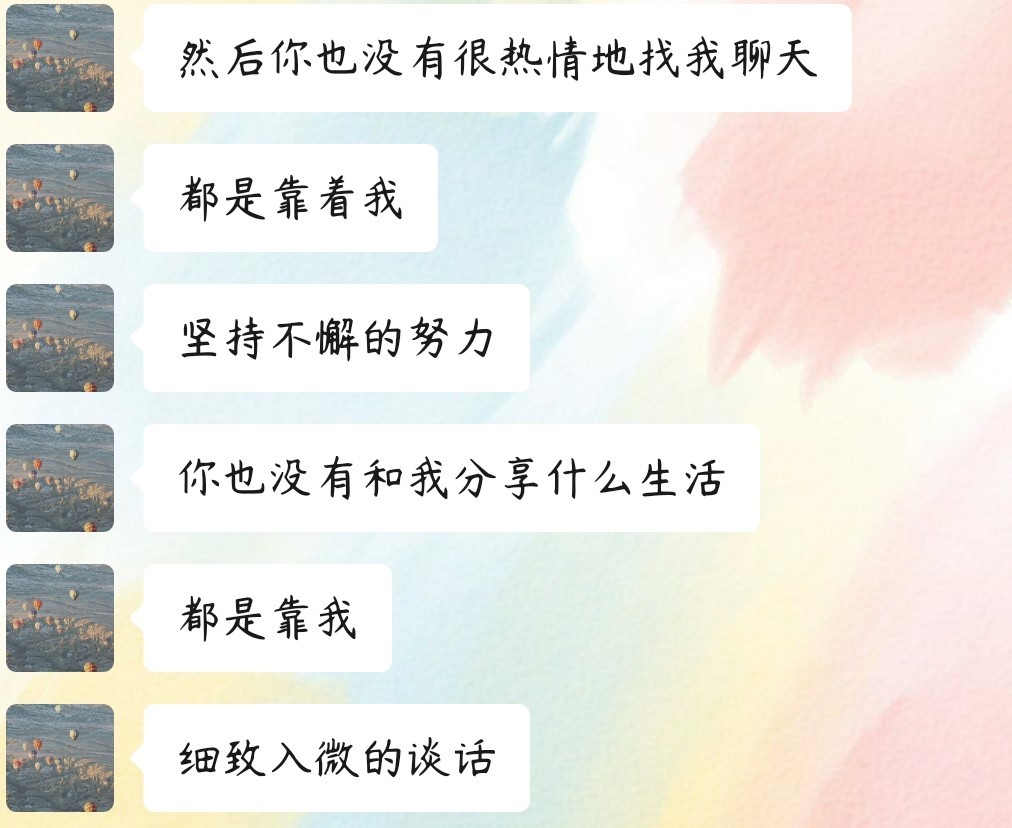 然后你也没有很热情地找我聊天
都是靠着我
坚持不懈的努力
你也没有和我分享什么生活
都是靠我
细致入微的谈话